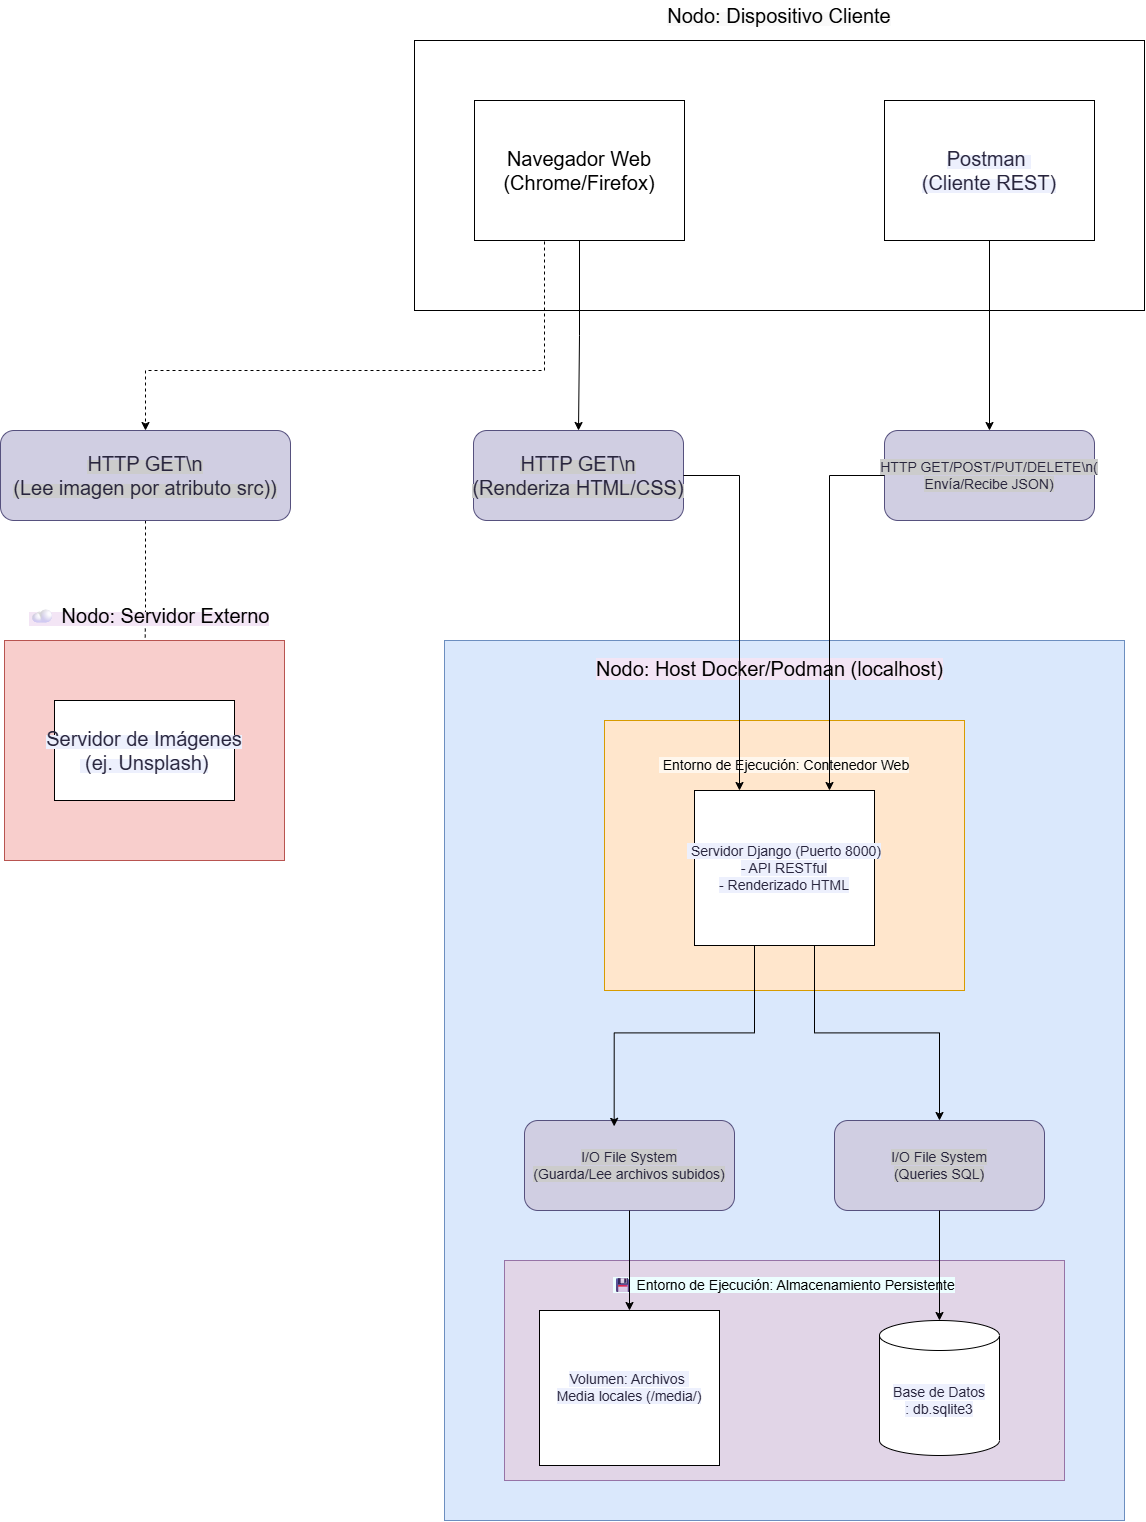 Nodo: Dispositivo Cliente
Navegador Web
(Chrome/Firefox)
Postman
(Cliente REST)
HTTP GET\n
(Lee imagen por atributo src))
HTTP GET\n
(Renderiza HTML/CSS)
HTTP GET/POST/PUT/DELETE\n(
Envía/Recibe JSON)
Nodo: Servidor Externo
Servidor de Imágenes
(ej. Unsplash)
Nodo: Host Docker/Podman (localhost)
Entorno de Ejecución: Contenedor Web
Servidor Django (Puerto 8000)
- API RESTful
- Renderizado HTML
I/O File System
(Guarda/Lee archivos subidos)
I/O File System
(Queries SQL)
💾 Entorno de Ejecución: Almacenamiento Persistente
Volumen: Archivos
Media locales (/media/)
Base de Datos
: db.sqlite3